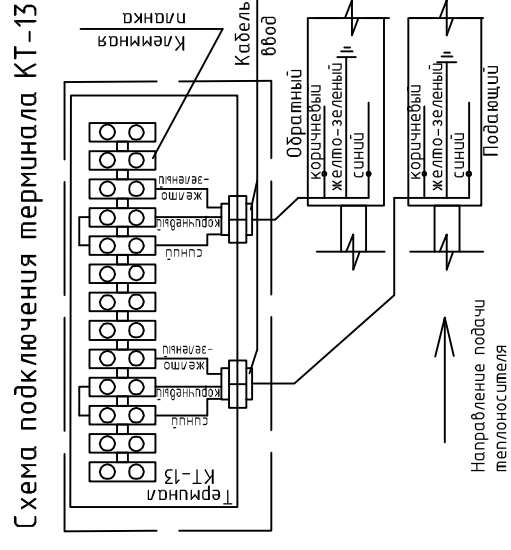 Схема подключения терминала КТ-13
Клеммная
планка
Кабель
ввод
Обратный
коричневый
желто-зеленый
синий
коричневый
желто-зеленый
синий
Подающий
желто
-зеленый
коричневый
синий
желто
-зеленый
коричневый
синий
Терминал
КТ-13
Направление подачи
теплоносителя